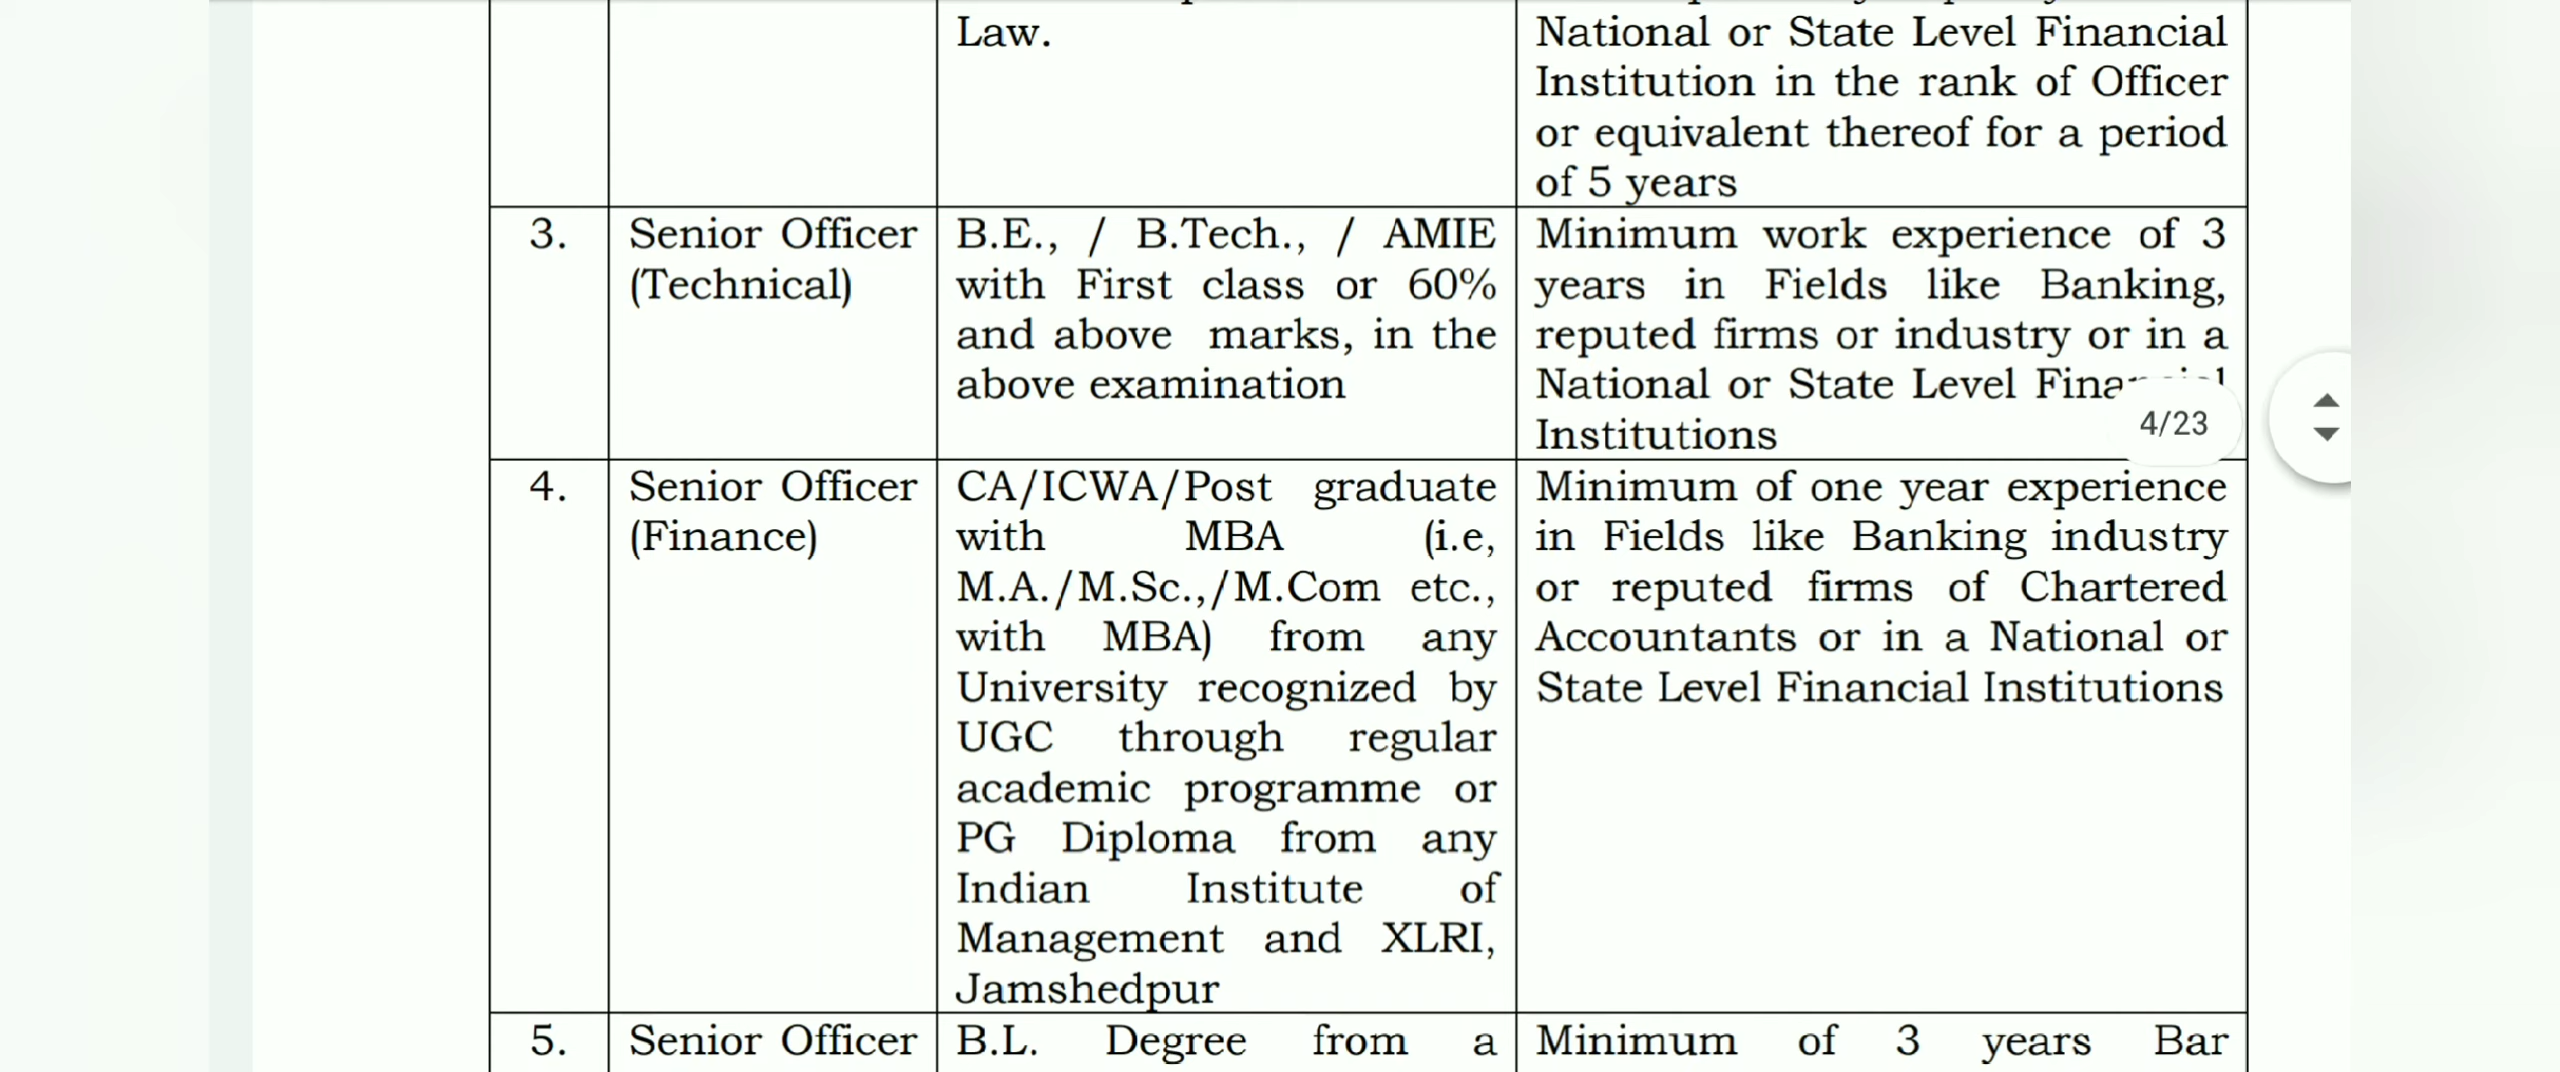 Law.
National or State Level Financial
Institution in the rank of Officer
or equivalent thereof for a period
of 5 years
3.
Senior Officer
(Technical)
B.E., / B.Tech., / AMIE
with First class or 60%
and above marks, in the
above examination
Minimum work experience of 3
years in Fields like Banking,
reputed firms or industry or in a
National or State Level
Institutions
4/23
4.
Senior Officer
(Finance)
CA/ICWA/Post graduate
with MBA (i.e,
M.A./M.Sc.,/M.Com etc.,
with MBA) from any
University recognized by
UGC through regular
academic programme or
PG Diploma from any
Indian Institute of
Management and XLRI,
Jamshedpur
Minimum of one year experience
in Fields like Banking industry
or reputed firms of Chartered
Accountants or in a National or
State Level Financial Institutions
5.
Senior Officer
B.L. Degree from a
Minimum of 3 years Bar